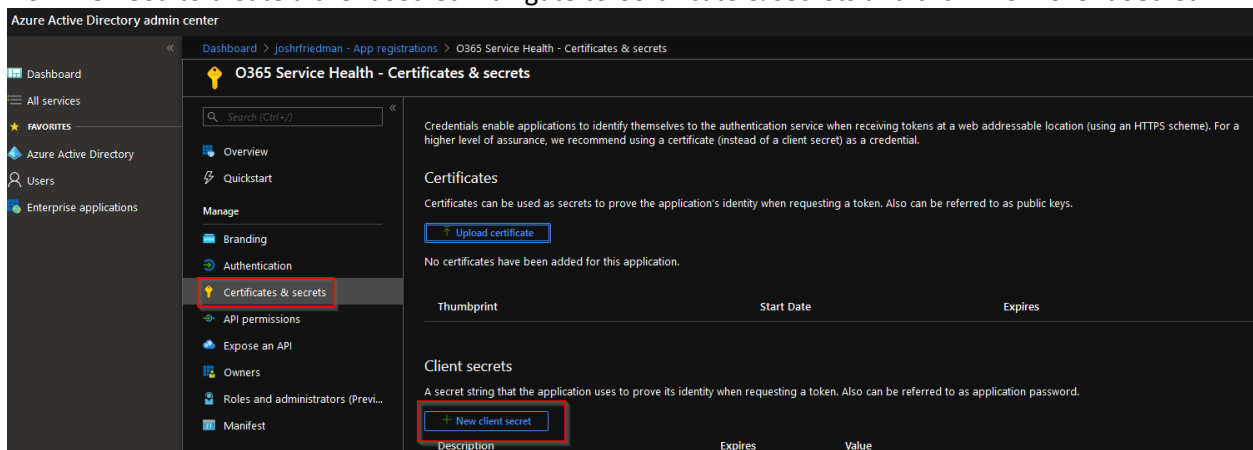 Azure Active Directory admin center
Dashboard > joshrfriedman - App registrations > O365 Service Health - Certificates & secrets
O365 Service Health - Certificates & secrets
Dashboard
All services
FAVORITES
Azure Active Directory
Users
Enterprise applications
Search (Ctrl+/)
Overview
Quickstart
Manage
Branding
Authentication
Certificates & secrets
API permissions
Expose an API
Owners
Roles and administrators (Previ...
Manifest
Credentials enable applications to identify themselves to the authentication service when receiving tokens at a web addressable location (using an HTTPS scheme). For a
higher level of assurance, we recommend using a certificate (instead of a client secret) as a credential.
Certificates
Certificates can be used as secrets to prove the application's identity when requesting a token. Also can be referred to as public keys.
Upload certificate
No certificates have been added for this application.
Thumbprint Start Date Expires
Client secrets
A secret string that the application uses to prove its identity when requesting a token. Also can be referred to as application password.
New client secret
Description Expires Value